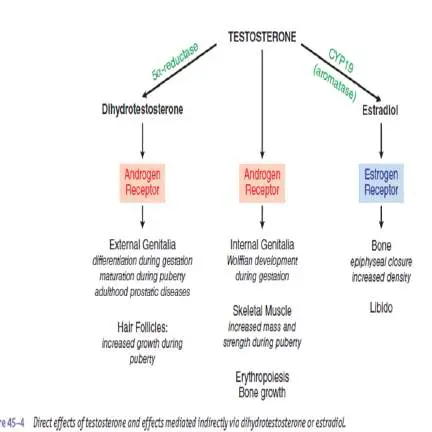 TESTOSTERONE
5α-reductase
CYP19
(aromatase)
Dihydrotestosterone
Estradiol
Androgen
Receptor
Androgen
Receptor
Estrogen
Receptor
External Genitalia
differentiation during gestation
maturation during puberty
adulthood prostatic diseases
Hair Follicles:
increased growth during
puberty
Internal Genitalia
Wolffian development
during gestation
Skeletal Muscle
increased mass and
strength during puberty
Erythropoiesis
Bone growth
Bone
epiphyseal closure
increased density
Libido
re 45–4 Direct effects of testosterone and effects mediated indirectly via dihydrotestosterone or estradiol.